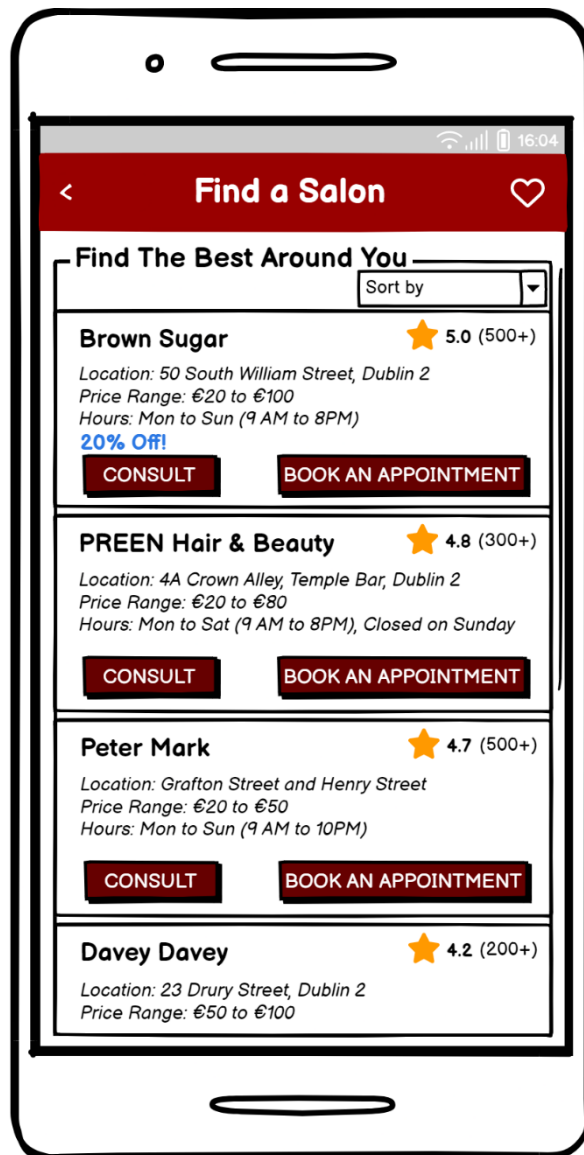 16:04
< Find a Salon
Find The Best Around You
Sort by
Brown Sugar 5.0 (500+)
Location: 50 South William Street, Dublin 2
Price Range: €20 to €100
Hours: Mon to Sun (9 AM to 8PM)
20% Off!
CONSULT BOOK AN APPOINTMENT
PREEN Hair & Beauty 4.8 (300+)
Location: 4A Crown Alley, Temple Bar, Dublin 2
Price Range: €20 to €80
Hours: Mon to Sat (9 AM to 8PM), Closed on Sunday
CONSULT BOOK AN APPOINTMENT
Peter Mark 4.7 (500+)
Location: Grafton Street and Henry Street
Price Range: €20 to €50
Hours: Mon to Sun (9 AM to 10PM)
CONSULT BOOK AN APPOINTMENT
Davey Davey 4.2 (200+)
Location: 23 Drury Street, Dublin 2
Price Range: €50 to €100